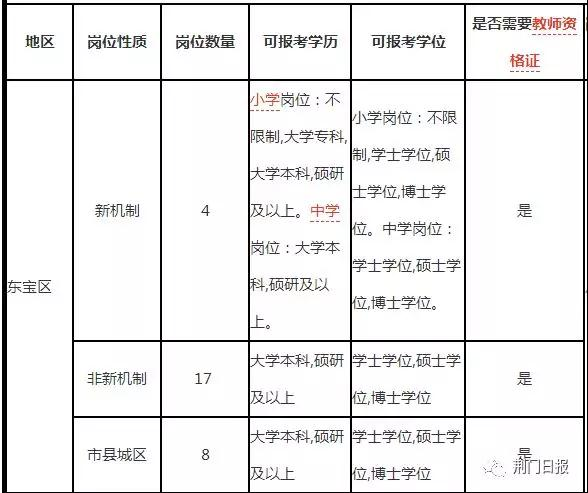 地区 岗位性质 岗位数量 可报考学历 可报考学位 是否需要教师资
格证
东宝区
新机制
4
小学岗位：不
限制,大学专科,
大学本科,硕研
及以上。中学
岗位：大学本
科,硕研及以
上。
小学岗位：不限
制,学士学位,硕
士学位,博士学
位。中学岗位：
学士学位,硕士学
位,博士学位。
是
非新机制
17
大学本科,硕研
及以上
学士学位,硕士学
位,博士学位
是
市县城区
8
大学本科,硕研
及以上
学士学位,硕士学
位,博士学位
是
荆门日报